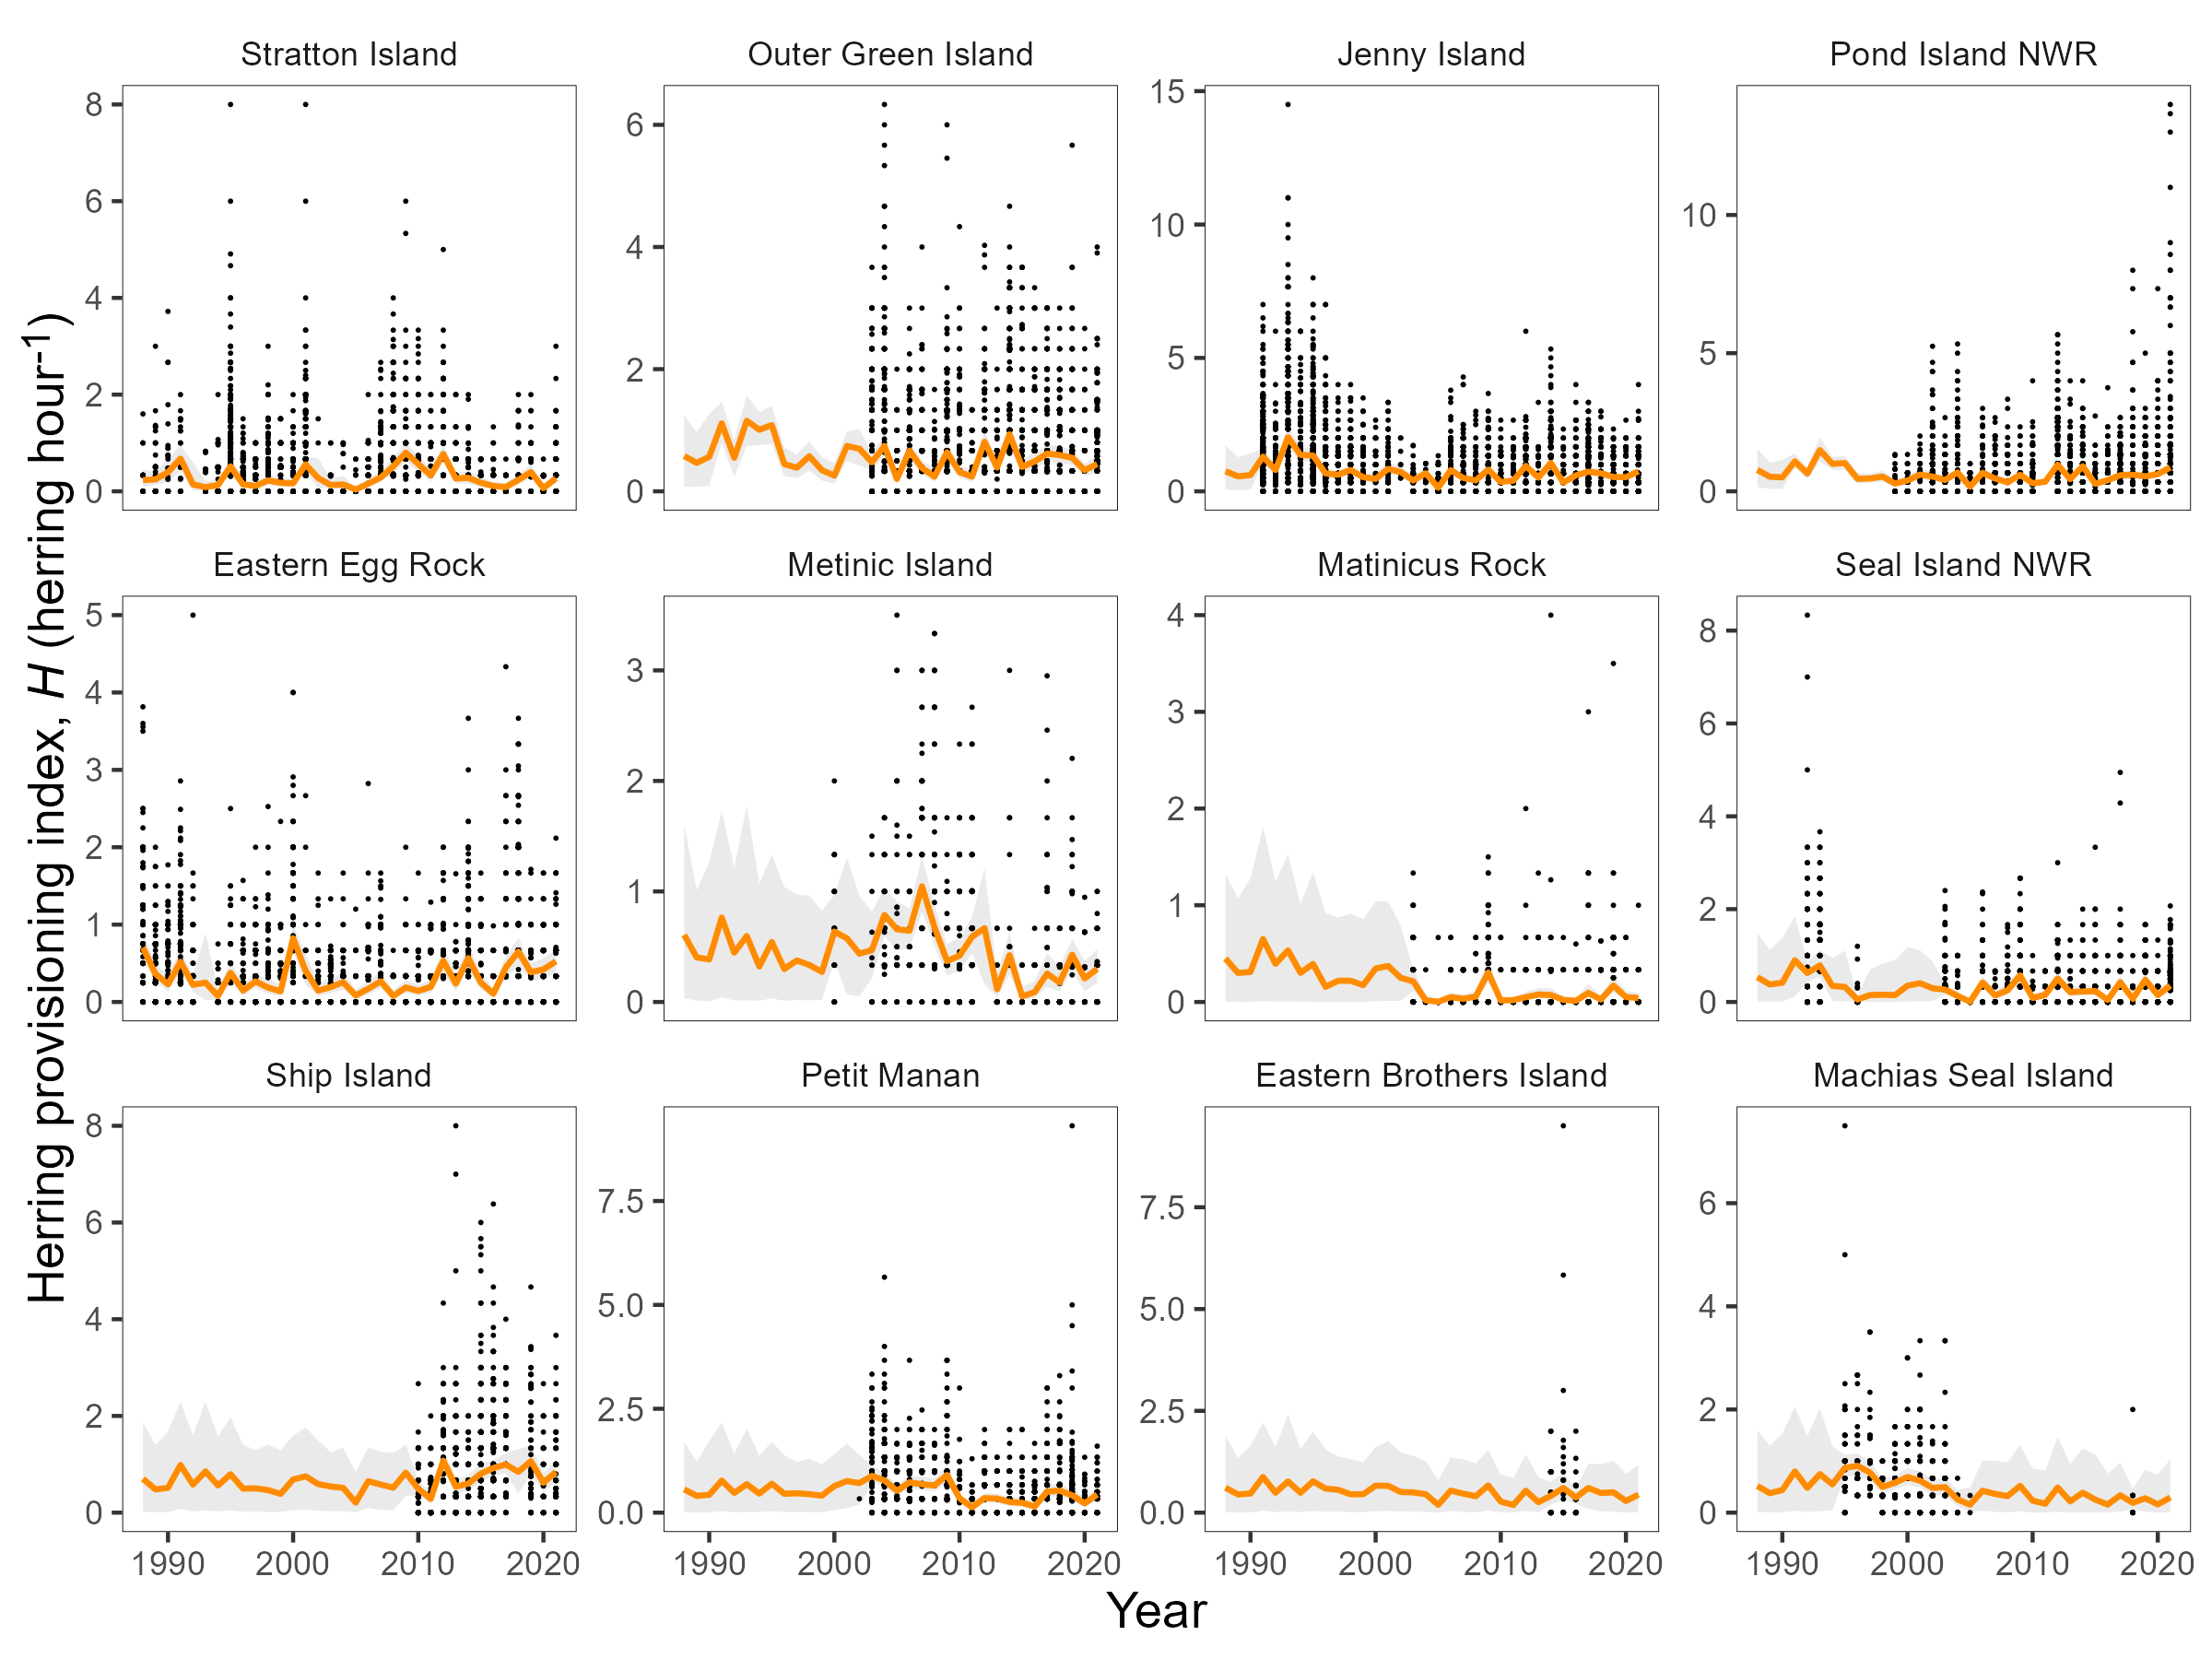 Stratton Island
Outer Green Island
Jenny Island
Pond Island NWR
8
6
4
2
0
6
4
2
0
15
10
5
0
10
5
0
Eastern Egg Rock
Metinic Island
Matinicus Rock
Seal Island NWR
5
4
3
2
1
0
3
2
1
0
4
3
2
1
0
8
6
4
2
0
Ship Island
Petit Manan
Eastern Brothers Island
Machias Seal Island
8
6
4
2
0
7.5
5.0
2.5
0.0
7.5
5.0
2.5
0.0
6
4
2
0
1990 2000 2010 2020
1990 2000 2010 2020
1990 2000 2010 2020
1990 2000 2010 2020
Year
Herring provisioning index, H (herring hour-1)